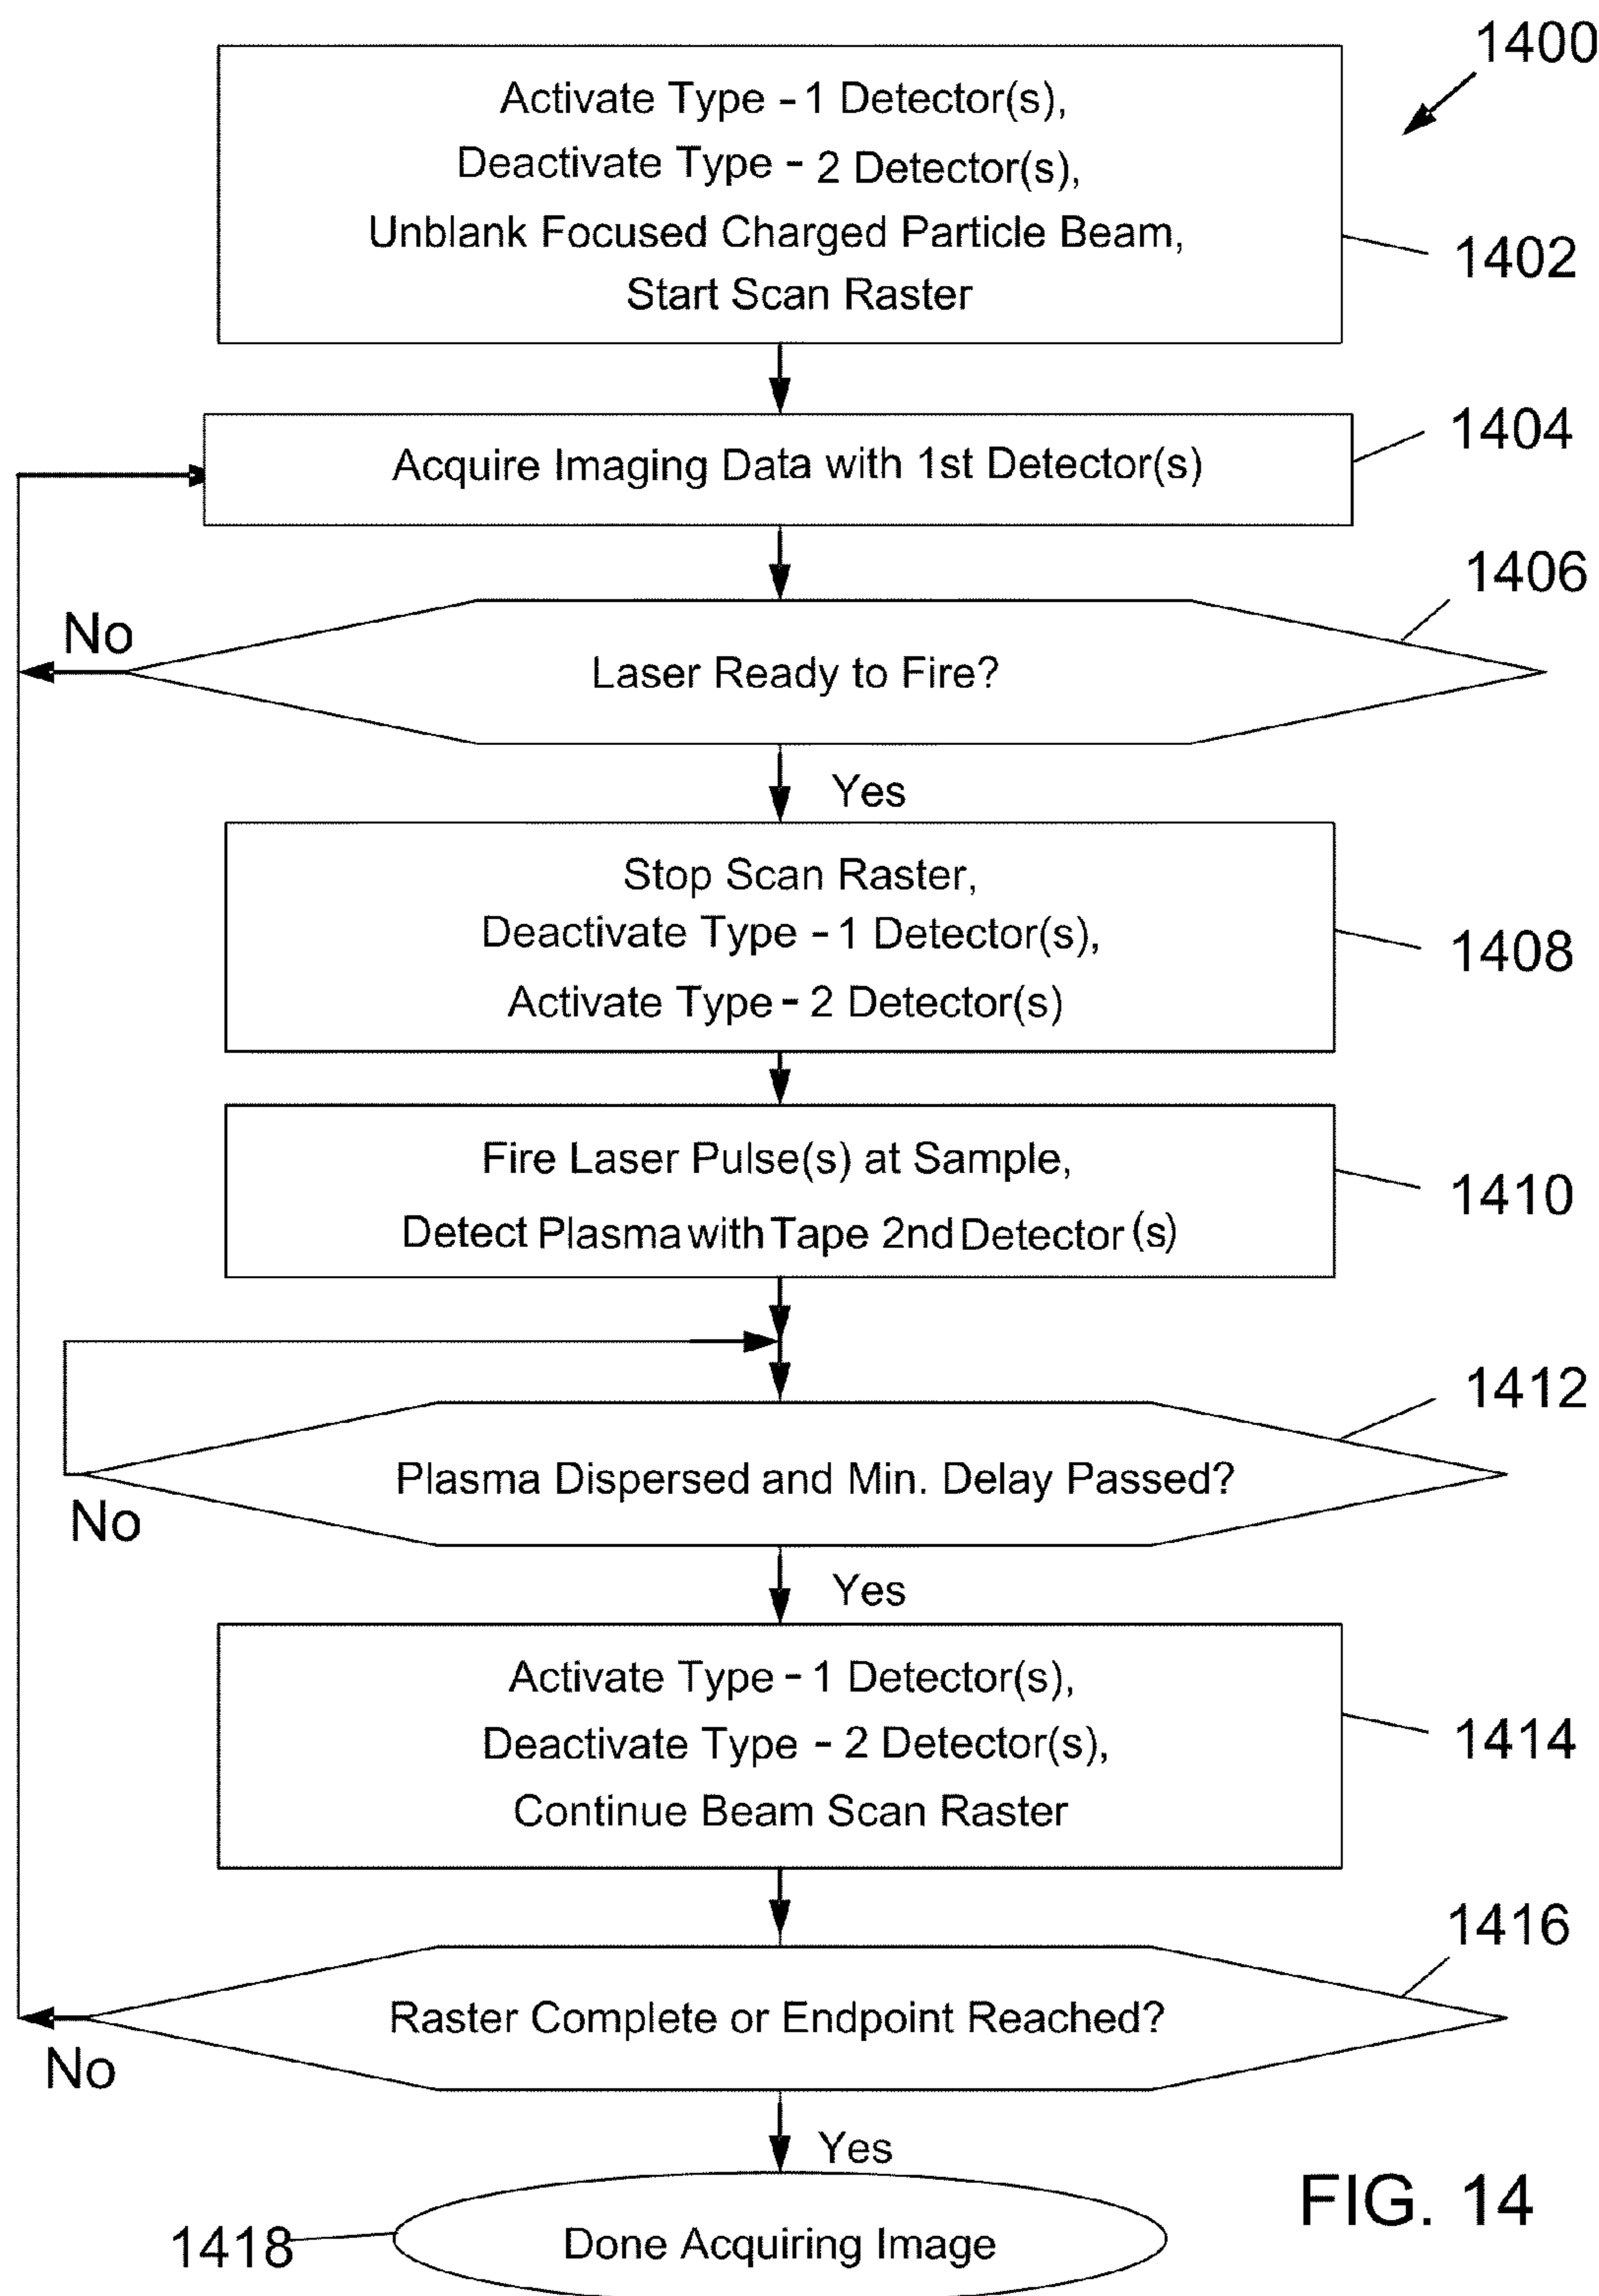 1400
Activate Type - 1 Detector(s),
Deactivate Type - 2 Detector(s),
Unblank Focused Charged Particle Beam,
Start Scan Raster
1402
Acquire Imaging Data with 1st Detector(s)
1404
1406
No
Laser Ready to Fire?
Yes
Stop Scan Raster,
Deactivate Type - 1 Detector(s),
Activate Type - 2 Detector(s)
1408
Fire Laser Pulse(s) at Sample,
Detect Plasma with Tape 2nd Detector (s)
1410
1412
Plasma Dispersed and Min. Delay Passed?
No
Yes
Activate Type - 1 Detector(s),
Deactivate Type - 2 Detector(s),
Continue Beam Scan Raster
1414
1416
Raster Complete or Endpoint Reached?
No
Yes
1418
Done Acquiring Image
FIG. 14